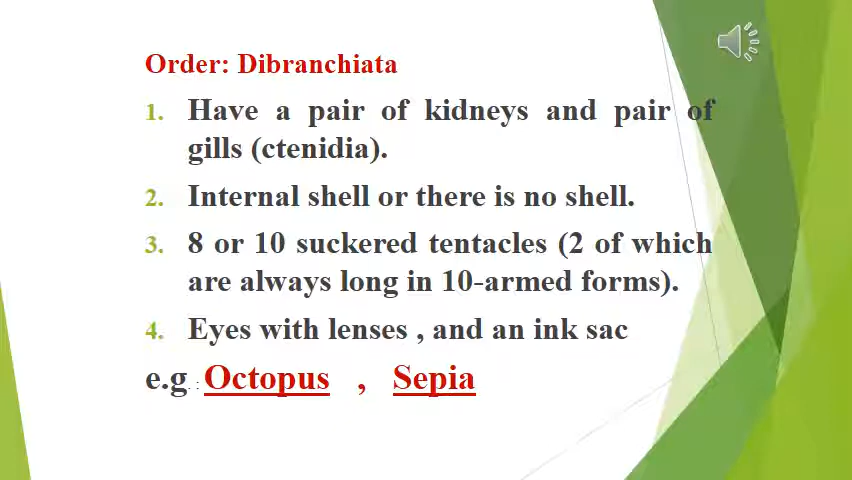 Order: Dibranchiata
1. Have a pair of kidneys and pair of
gills (ctenidia).
2. Internal shell or there is no shell.
3. 8 or 10 suckered tentacles (2 of which
are always long in 10-armed forms).
4. Eyes with lenses , and an ink sac
e.g. : Octopus , Sepia